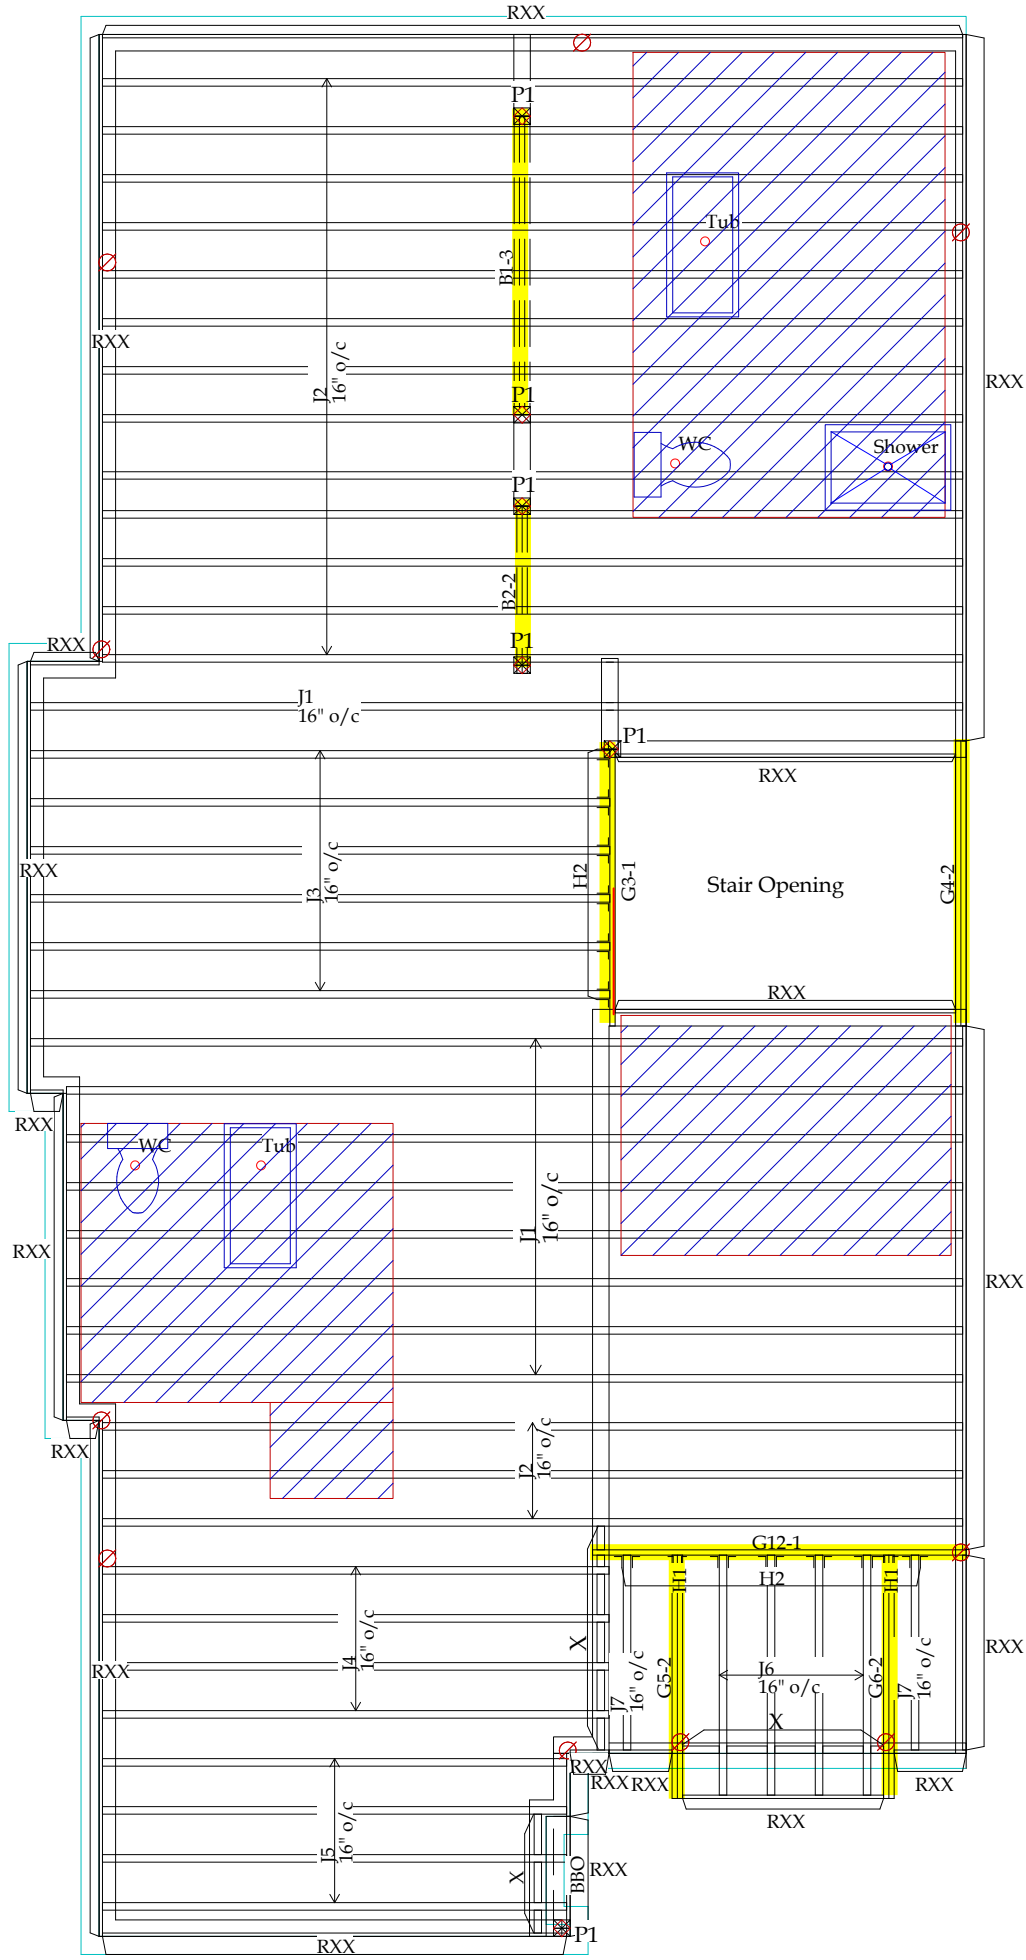 RXX
P1
Tub
B1-3
RXX
J2
16" o/c
RXX
P1
WC
Shower
P1
B2-2
P1
RXX
J1
16" o/c
P1
RXX
J3
16" o/c
RXX
H2
G3-1
Stair Opening
G4-2
RXX
RXX
WC
Tub
J1
16" o/c
RXX
RXX
RXX
J2
16" o/c
G12-1
H1
H2
H1
J4
16" o/c
RXX
X
J7
16" o/c
G5-2
J6
16" o/c
G6-2
J7
16" o/c
RXX
X
RXX
RXX
RXX
RXX
RXX
J5
16" o/c
X
BBO
RXX
P1
RXX